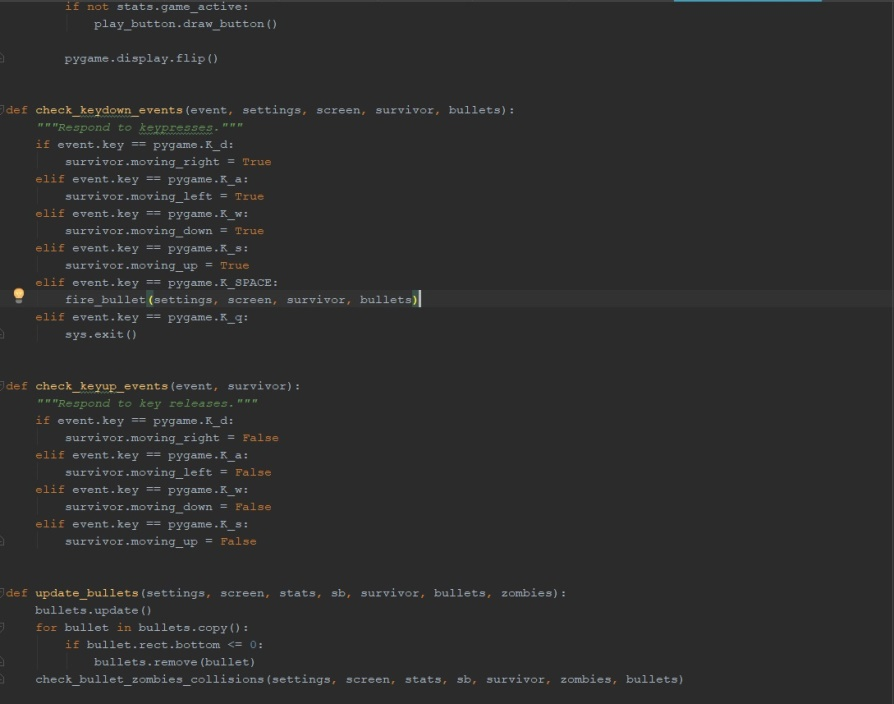 if not stats.game_active:
play_button.draw_button()
pygame.display.flip()
def check_keydown_events(event, settings, screen, survivor, bullets):
"""Respond to keypresses."""
if event.key == pygame.K_d:
survivor.moving_right = True
elif event.key == pygame.K_a:
survivor.moving_left = True
elif event.key == pygame.K_w:
survivor.moving_down = True
elif event.key == pygame.K_s:
survivor.moving_up = True
elif event.key == pygame.K_SPACE:
fire_bullet(settings, screen, survivor, bullets)
elif event.key == pygame.K_q:
sys.exit()
def check_keyup_events(event, survivor):
"""Respond to key releases."""
if event.key == pygame.K_d:
survivor.moving_right = False
elif event.key == pygame.K_a:
survivor.moving_left = False
elif event.key == pygame.K_w:
survivor.moving_down = False
elif event.key == pygame.K_s:
survivor.moving_up = False
def update_bullets(settings, screen, stats, sb, survivor, bullets, zombies):
bullets.update()
for bullet in bullets.copy():
if bullet.rect.bottom <= 0:
bullets.remove(bullet)
check_bullet_zombies_collisions(settings, screen, stats, sb, survivor, zombies, bullets)